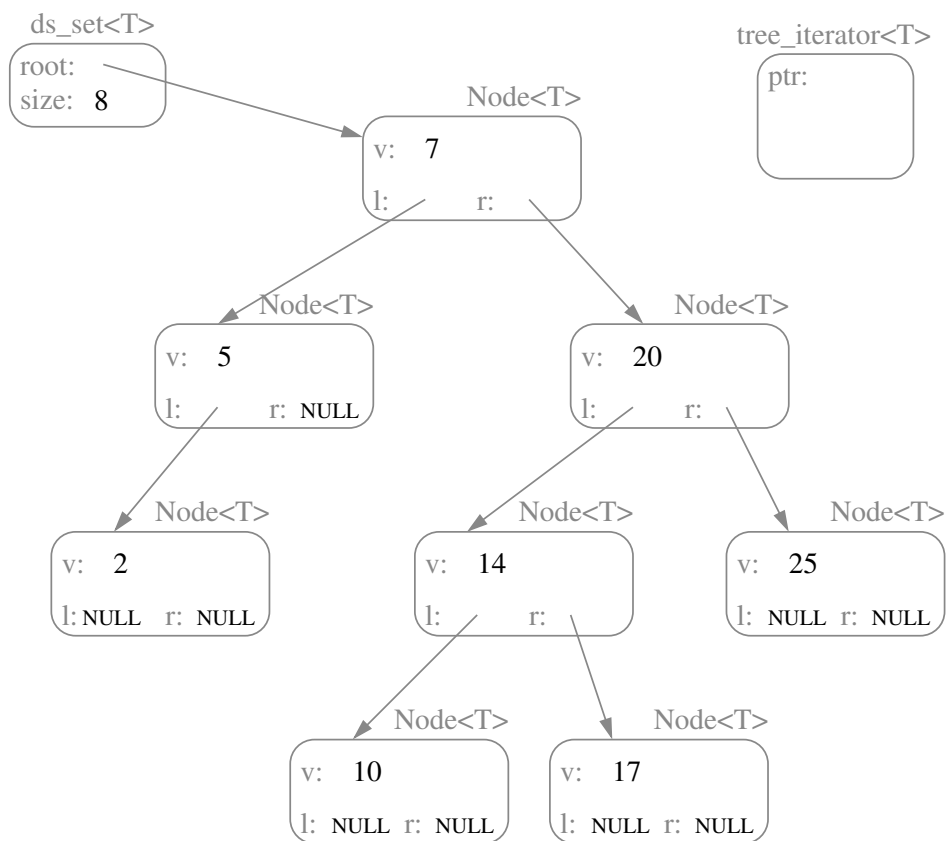 ds_set<T>
root:
size: 8
tree_iterator<T>
ptr:
Node<T>
v: 7
l: r:
Node<T>
v: 5
l: r: NULL
Node<T>
v: 20
l: r:
Node<T>
v: 2
l: NULL r: NULL
Node<T>
v: 14
l: r:
Node<T>
v: 25
l: NULL r: NULL
Node<T>
v: 10
l: NULL r: NULL
Node<T>
v: 17
l: NULL r: NULL